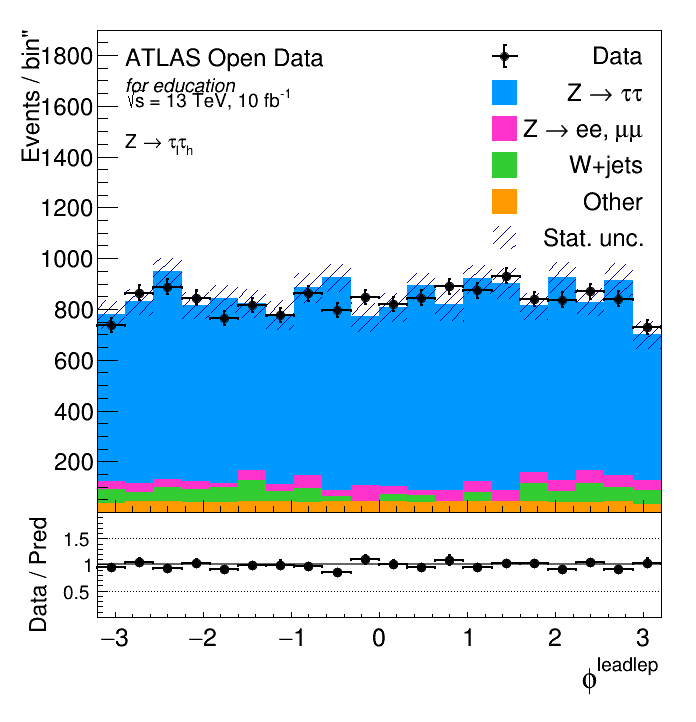 Events / bin"
1800
1600
1400
1200
1000
800
600
400
200
ATLAS Open Data
for education
√s = 13 TeV, 10 fb-1
Z → τlτh
Data
Z → ττ
Z → ee, μμ
W+jets
Other
Stat. unc.
Data / Pred
1.5
1
0.5
−3 −2 −1 0 1 2 3
ϕleadlep